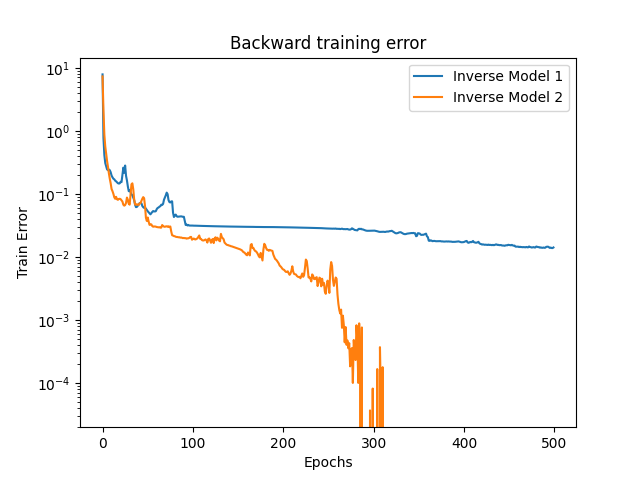 Backward training error
Inverse Model 1
Inverse Model 2
Train Error
10^1
10^0
10^-1
10^-2
10^-3
10^-4
0 100 200 300 400 500
Epochs